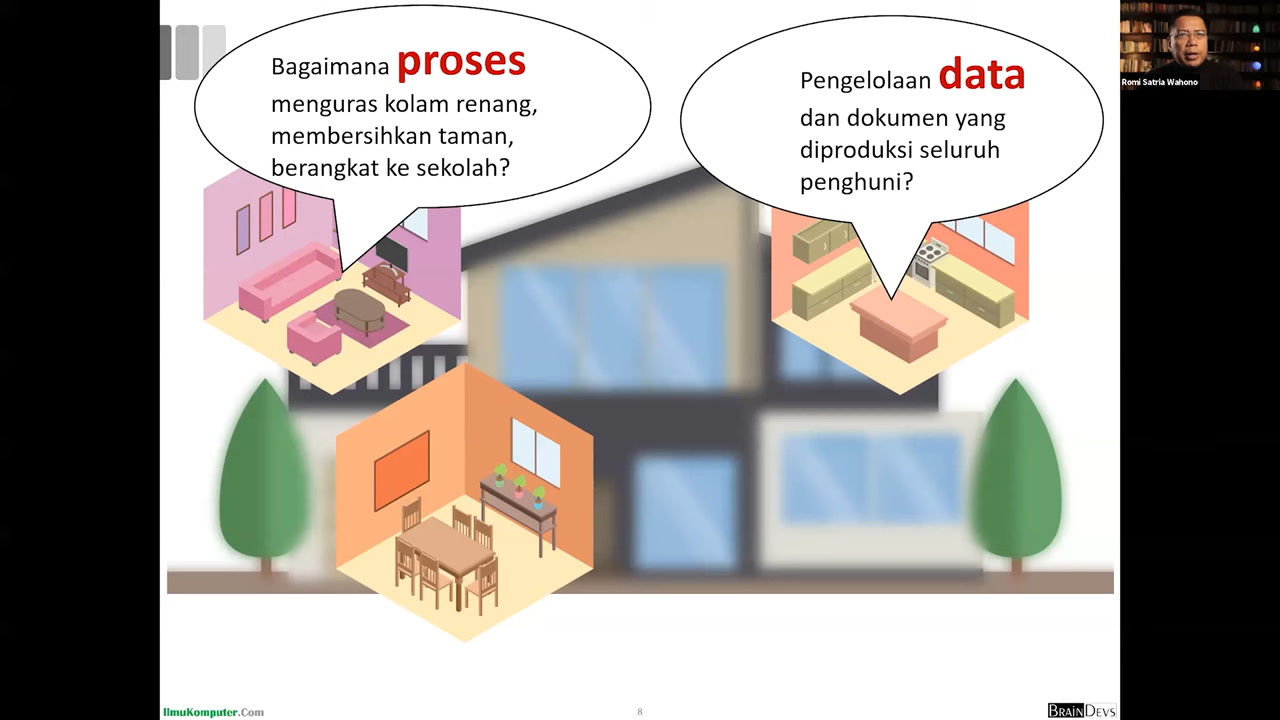 Bagaimana proses
menguras kolam renang,
membersihkan taman,
berangkat ke sekolah?
Pengelolaan data
dan dokumen yang
diproduksi seluruh
penghuni?
Romi Satria Wahono
IlmuKomputer.Com
8
BRAINDEVS